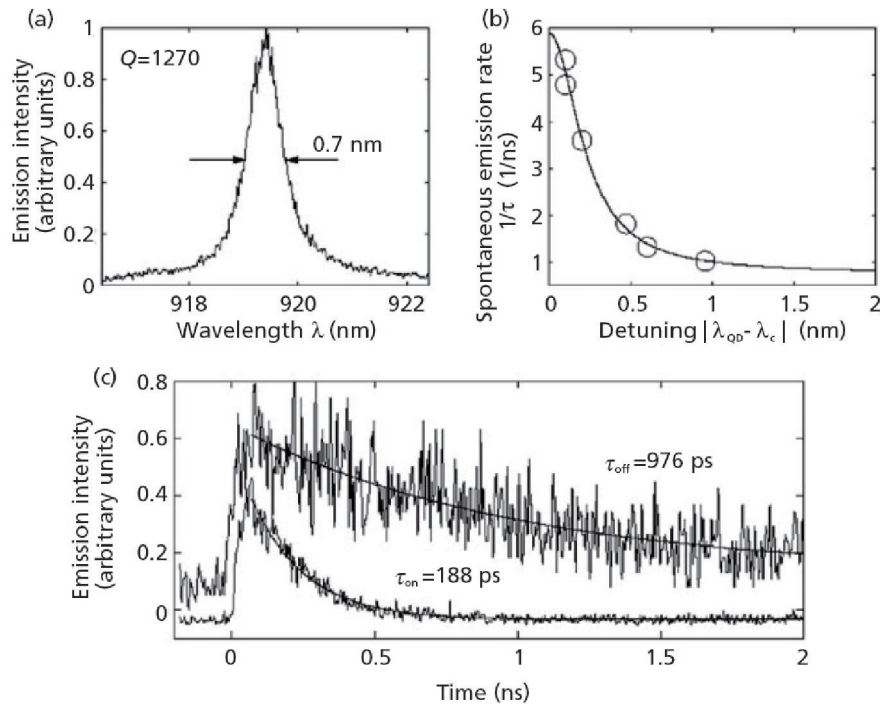 (a)
Q=1270
0.7 nm
1
0.8
0.6
0.4
0.2
0
918
920
922
Emission intensity
(arbitrary units)
Wavelength λ (nm)
(b)
6
5
4
3
2
1
0
0.5
1
1.5
2
Spontaneous emission rate
1/τ (1/ns)
Detuning |λQD-λc| (nm)
(c)
0.8
0.6
0.4
0.2
0
τoff=976 ps
τon=188 ps
0
0.5
1
1.5
2
Emission intensity
(arbitrary units)
Time (ns)